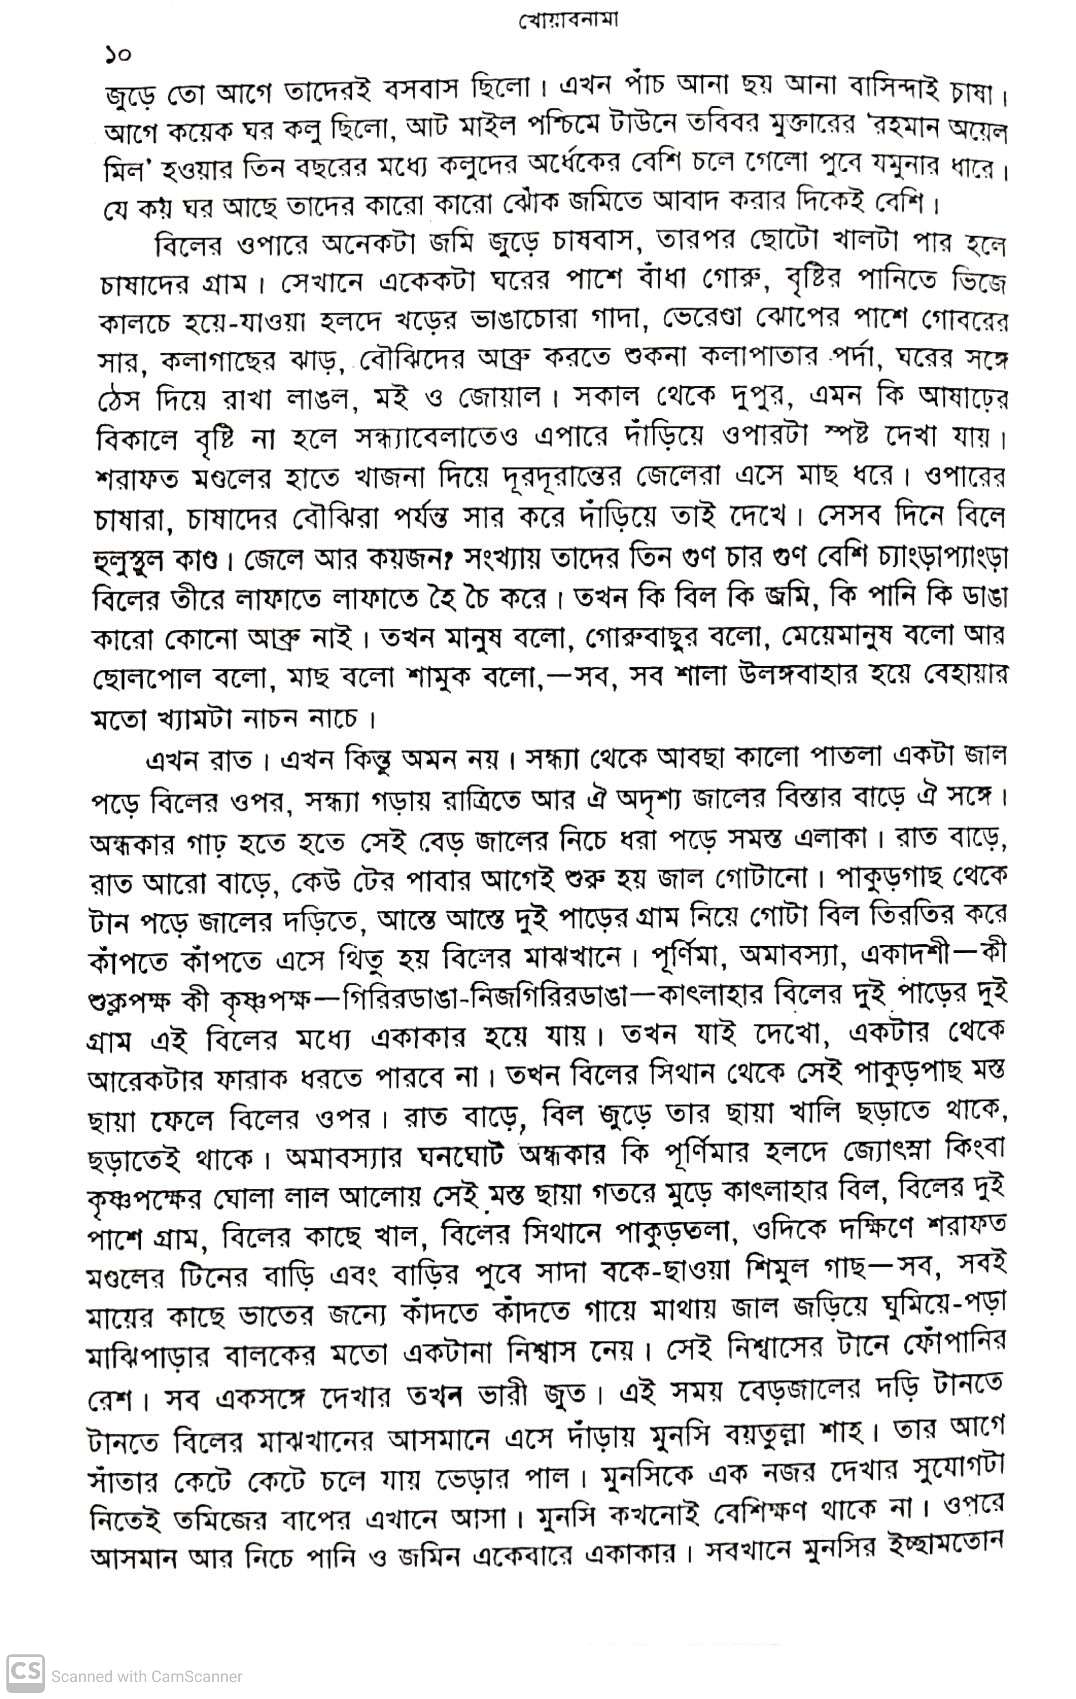 খোয়াবনামা
১০
জুড়ে তো আগে তাদেরই বসবাস ছিলো। এখন পাঁচ আনা ছয় আনা বাসিন্দাই চাষা।
আগে কয়েক ঘর কলু ছিলো, আট মাইল পশ্চিমে টাউনে তবিবর মুক্তারের 'রহমান অয়েল
মিল' হওয়ার তিন বছরের মধ্যে কলুদের অর্ধেকের বেশি চলে গেলো পুবে যমুনার ধারে।
যে কয় ঘর আছে তাদের কারো কারো ঝোঁক জমিতে আবাদ করার দিকেই বেশি।
বিলের ওপারে অনেকটা জমি জুড়ে চাষবাস, তারপর ছোটো খালটা পার হলে
চাষাদের গ্রাম। সেখানে একেকটা ঘরের পাশে বাঁধা গোরু, বৃষ্টির পানিতে ভিজে
কালচে হয়ে-যাওয়া হলদে খড়ের ভাঙাচোরা গাদা, ভেরেণ্ডা ঝোপের পাশে গোবরের
সার, কলাগাছের ঝাড়, বৌঝিদের আব্রু করতে শুকনা কলাপাতার পর্দা, ঘরের সঙ্গে
ঠেস দিয়ে রাখা লাঙল, মই ও জোয়াল। সকাল থেকে দুপুর, এমন কি আষাঢ়ের
বিকালে বৃষ্টি না হলে সন্ধ্যাবেলাতেও এপারে দাঁড়িয়ে ওপারটা স্পষ্ট দেখা যায়।
শরাফত মণ্ডলের হাতে খাজনা দিয়ে দূরদূরান্তের জেলেরা এসে মাছ ধরে। ওপারের
চাষারা, চাষাদের বৌঝিরা পর্যন্ত সার করে দাঁড়িয়ে তাই দেখে। সেসব দিনে বিলে
হুলুস্থুল কাণ্ড। জেলে আর কয়জন? সংখ্যায় তাদের তিন গুণ চার গুণ বেশি চ্যাংড়াপ্যাংড়া
বিলের তীরে লাফাতে লাফাতে হৈ চৈ করে। তখন কি বিল কি জমি, কি পানি কি ডাঙা
কারো কোনো আব্রু নাই। তখন মানুষ বলো, গোরুবাছুর বলো, মেয়েমানুষ বলো আর
ছোলপোল বলো, মাছ বলো শামুক বলো,—সব, সব শালা উলঙ্গবাহার হয়ে বেহায়ার
মতো খ্যামটা নাচন নাচে।
এখন রাত। এখন কিন্তু অমন নয়। সন্ধ্যা থেকে আবছা কালো পাতলা একটা জাল
পড়ে বিলের ওপর, সন্ধ্যা গড়ায় রাত্রিতে আর ঐ অদৃশ্য জালের বিস্তার বাড়ে ঐ সঙ্গে।
অন্ধকার গাঢ় হতে হতে সেই বেড় জালের নিচে ধরা পড়ে সমস্ত এলাকা। রাত বাড়ে,
রাত আরো বাড়ে, কেউ টের পাবার আগেই শুরু হয় জাল গোটানো। পাকুড়গাছ থেকে
টান পড়ে জালের দড়িতে, আস্তে আস্তে দুই পাড়ের গ্রাম নিয়ে গোটা বিল তিরতির করে
কাঁপতে কাঁপতে এসে থিতু হয় বিলের মাঝখানে। পূর্ণিমা, অমাবস্যা, একাদশী—কী
শুক্লপক্ষ কী কৃষ্ণপক্ষ—গিরিরডাঙা-নিজগিরিরডাঙা—কাৎলাহার বিলের দুই পাড়ের দুই
গ্রাম এই বিলের মধ্যে একাকার হয়ে যায়। তখন যাই দেখো, একটার থেকে
আরেকটার ফারাক ধরতে পারবে না। তখন বিলের সিথান থেকে সেই পাকুড়পাছ মস্ত
ছায়া ফেলে বিলের ওপর। রাত বাড়ে, বিল জুড়ে তার ছায়া খালি ছড়াতে থাকে,
ছড়াতেই থাকে। অমাবস্যার ঘনঘোট অন্ধকার কি পূর্ণিমার হলদে জ্যোৎস্না কিংবা
কৃষ্ণপক্ষের ঘোলা লাল আলোয় সেই মস্ত ছায়া গতরে মুড়ে কাৎলাহার বিল, বিলের দুই
পাশে গ্রাম, বিলের কাছে খাল, বিলের সিথানে পাকুড়তলা, ওদিকে দক্ষিণে শরাফত
মণ্ডলের টিনের বাড়ি এবং বাড়ির পুবে সাদা বকে-ছাওয়া শিমুল গাছ—সব, সবই
মায়ের কাছে ভাতের জন্যে কাঁদতে কাঁদতে গায়ে মাথায় জাল জড়িয়ে ঘুমিয়ে-পড়া
মাঝিপাড়ার বালকের মতো একটানা নিশ্বাস নেয়। সেই নিশ্বাসের টানে ফোঁপানির
রেশ। সব একসঙ্গে দেখার তখন ভারী জুত। এই সময় বেড়জালের দড়ি টানতে
টানতে বিলের মাঝখানের আসমানে এসে দাঁড়ায় মুনসি বয়তুল্লা শাহ। তার আগে
সাঁতার কেটে কেটে চলে যায় ভেড়ার পাল। মুনসিকে এক নজর দেখার সুযোগটা
নিতেই তমিজের বাপের এখানে আসা। মুনসি কখনোই বেশিক্ষণ থাকে না। ওপরে
আসমান আর নিচে পানি ও জমিন একেবারে একাকার। সবখানে মুনসির ইচ্ছামতোন
CS Scanned with CamScanner